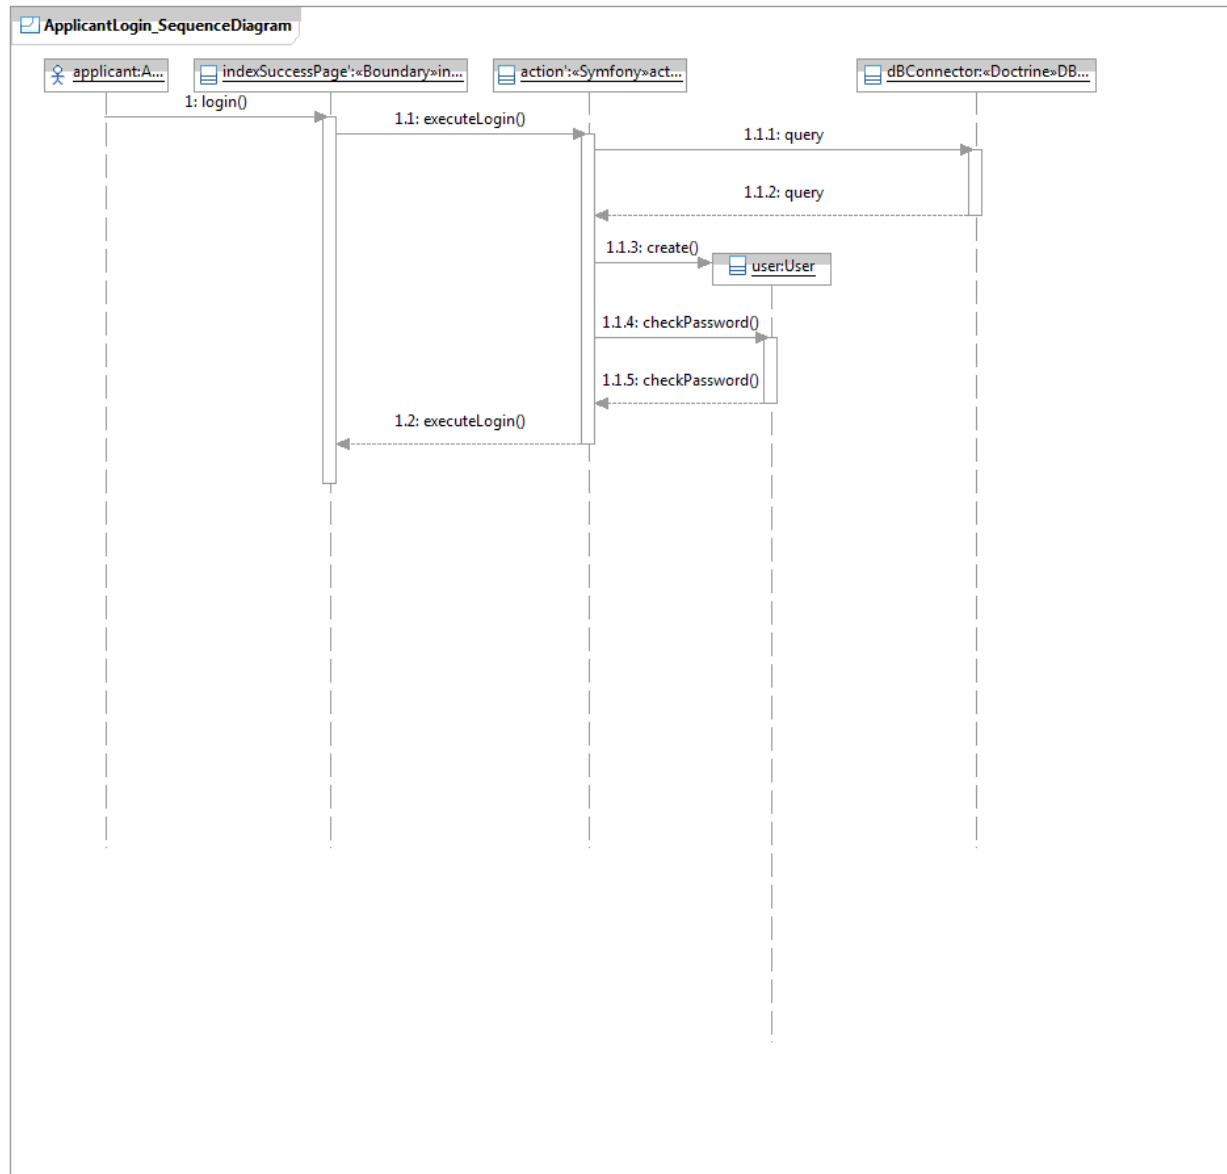 ApplicantLogin_SequenceDiagram
applicant:A...
indexSuccessPage':«Boundary»in...
action':«Symfony»act...
dBConnector:«Doctrine»DB...
1: login()
1.1: executeLogin()
1.1.1: query
1.1.2: query
1.1.3: create()
user:User
1.1.4: checkPassword()
1.1.5: checkPassword()
1.2: executeLogin()